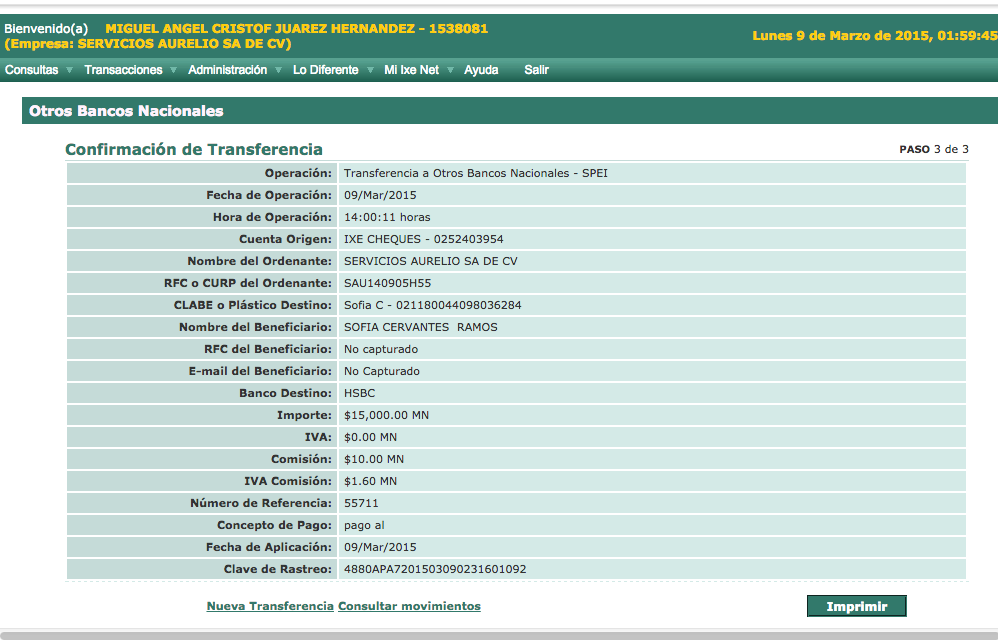 Bienvenido(a) MIGUEL ANGEL CRISTOF JUAREZ HERNANDEZ - 1538081
(Empresa: SERVICIOS AURELIO SA DE CV)
Lunes 9 de Marzo de 2015, 01:59:45
Consultas Transacciones Administración Lo Diferente Mi Ixe Net Ayuda Salir
Otros Bancos Nacionales
Confirmación de Transferencia PASO 3 de 3
Operación: Transferencia a Otros Bancos Nacionales - SPEI
Fecha de Operación: 09/Mar/2015
Hora de Operación: 14:00:11 horas
Cuenta Origen: IXE CHEQUES - 0252403954
Nombre del Ordenante: SERVICIOS AURELIO SA DE CV
RFC o CURP del Ordenante: SAU140905H55
CLABE o Plástico Destino: Sofia C - 021180044098036284
Nombre del Beneficiario: SOFIA CERVANTES RAMOS
RFC del Beneficiario: No capturado
E-mail del Beneficiario: No Capturado
Banco Destino: HSBC
Importe: $15,000.00 MN
IVA: $0.00 MN
Comisión: $10.00 MN
IVA Comisión: $1.60 MN
Número de Referencia: 55711
Concepto de Pago: pago al
Fecha de Aplicación: 09/Mar/2015
Clave de Rastreo: 4880APA7201503090231601092
Nueva Transferencia Consultar movimientos Imprimir